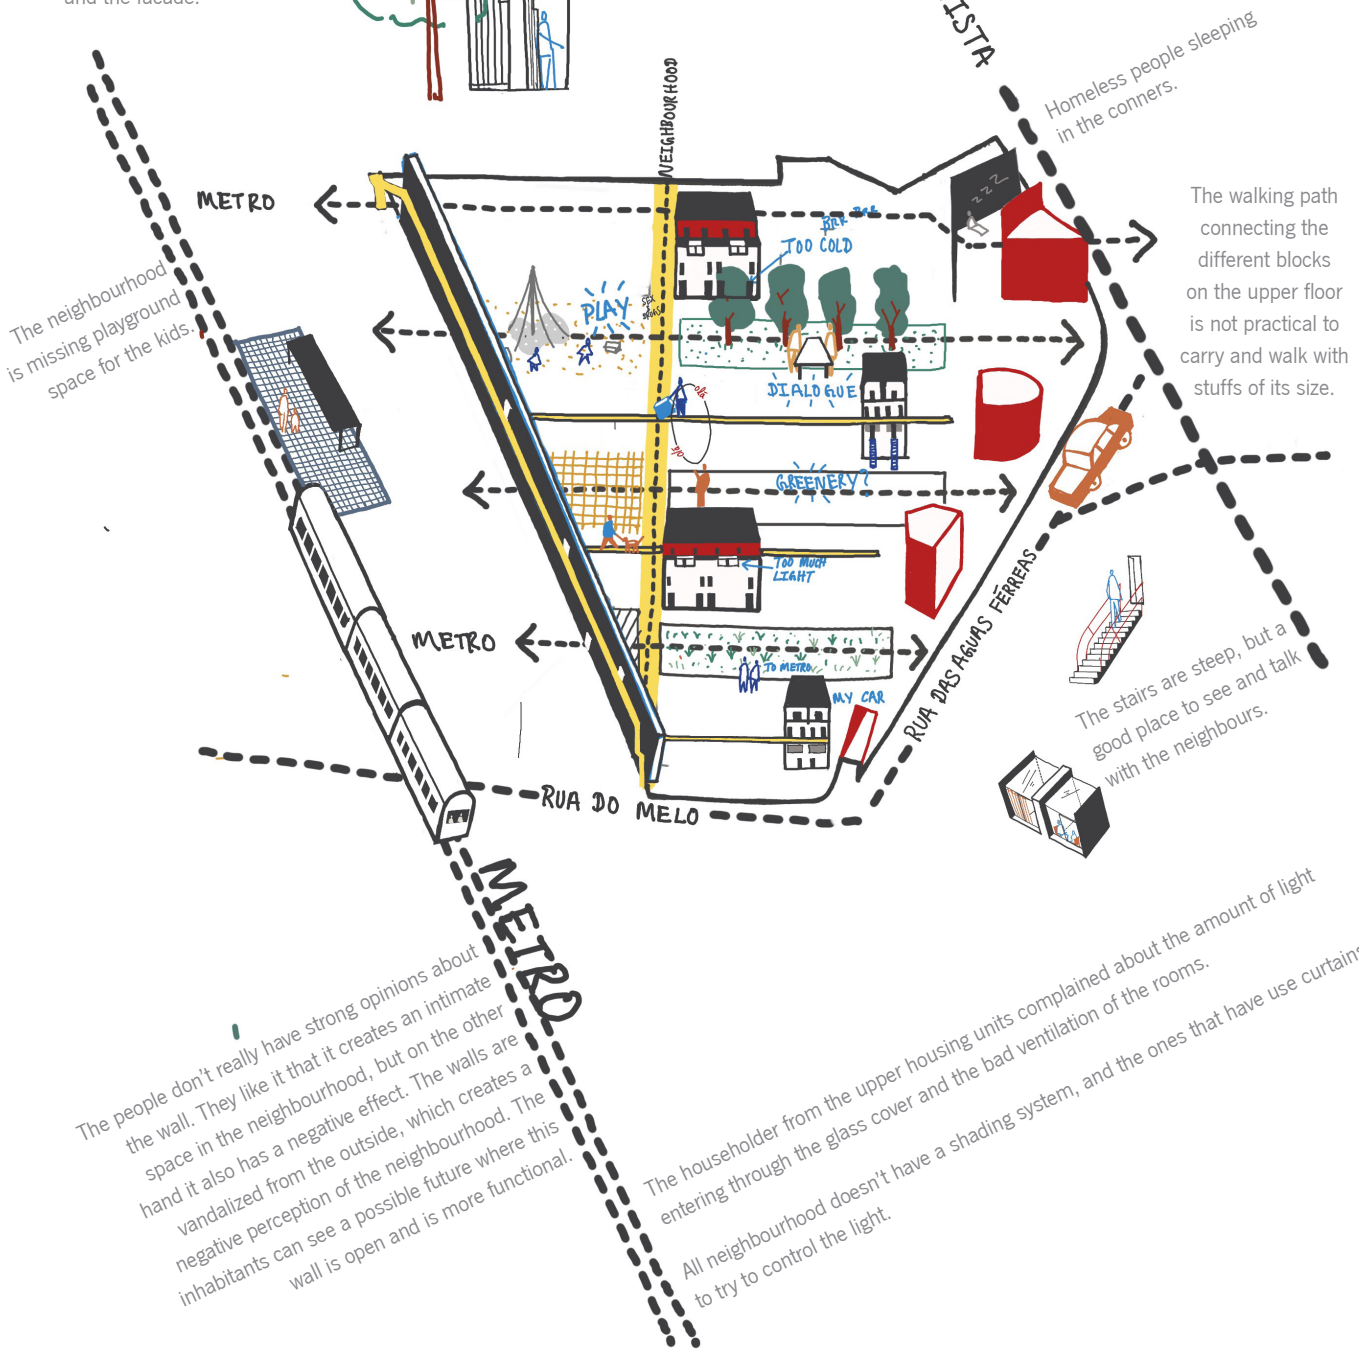 and the facade.
ISTA
Homeless people sleeping
in the conners.
NEIGHBOURHOOD
METRO
zzz
The walking path
connecting the
different blocks
on the upper floor
is not practical to
carry and walk with
stuffs of its size.
BRR BRR
TOO COLD
The neighbourhood
is missing playground
space for the kids.
PLAY
DIALOGUE
GREENERY?
TOO MUCH
LIGHT
METRO
TO METRO
MY CAR
RUA DAS AGUAS FÉRREAS
The stairs are steep, but a
good place to see and talk
with the neighbours.
RUA DO MELO
METRO
The people don't really have strong opinions about
the wall. They like it that it creates an intimate
space in the neighbourhood, but on the other
hand it also has a negative effect. The walls are
vandalized from the outside, which creates a
negative perception of the neighbourhood. The
inhabitants can see a possible future where this
wall is open and is more functional.
The householder from the upper housing units complained about the amount of light
entering through the glass cover and the bad ventilation of the rooms.
All neighbourhood doesn't have a shading system, and the ones that have use curtains
to try to control the light.